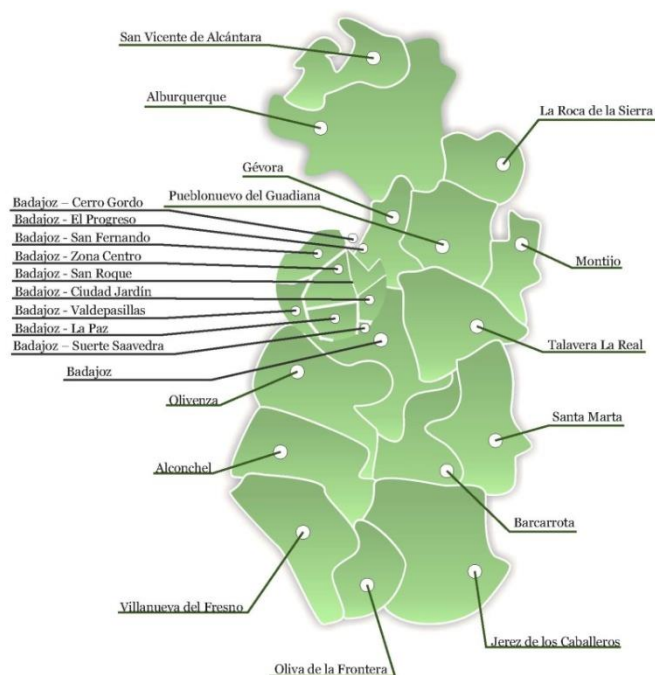 San Vicente de Alcántara
Alburquerque
La Roca de la Sierra
Gévora
Pueblonuevo del Guadiana
Badajoz – Cerro Gordo
Badajoz - El Progreso
Badajoz - San Fernando
Badajoz - Zona Centro
Badajoz - San Roque
Badajoz - Ciudad Jardín
Badajoz - Valdepasillas
Badajoz - La Paz
Badajoz – Suerte Saavedra
Badajoz
Montijo
Talavera La Real
Olivenza
Santa Marta
Alconchel
Barcarrota
Villanueva del Fresno
Jerez de los Caballeros
Oliva de la Frontera